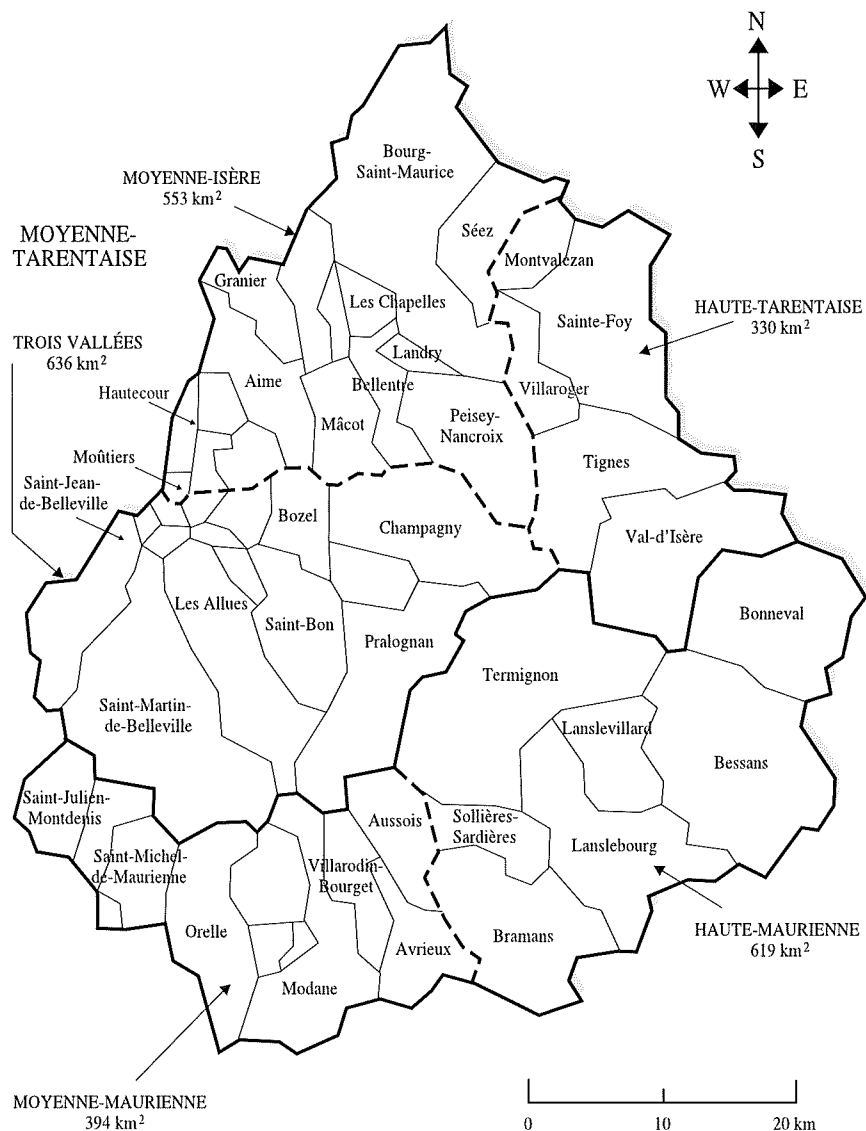 N
W E
S
Bourg-
Saint-Maurice
MOYENNE-ISÈRE
553 km²
MOYENNE-
TARENTAISE
Séez
Montvalezan
Granier
Les Chapelles
Sainte-Foy
HAUTE-TARENTAISE
330 km²
TROIS VALLÉES
636 km²
Landry
Hautecour
Aime
Bellentre
Villaroger
Mâcot
Peisey-
Nancroix
Moûtiers
Tignes
Saint-Jean-
de-Belleville
Bozel
Champagny
Val-d'Isère
Les Allues
Saint-Bon
Bonneval
Pralognan
Termignon
Saint-Martin-
de-Belleville
Lanslevillard
Bessans
Saint-Julien-
Montdenis
Aussois
Sollières-
Sardières
Lanslebourg
Saint-Michel-
de-Maurienne
Villarodin-
Bourget
Orelle
Avrieux
Bramans
HAUTE-MAURIENNE
619 km²
Modane
MOYENNE-MAURIENNE
394 km²
0 10 20 km